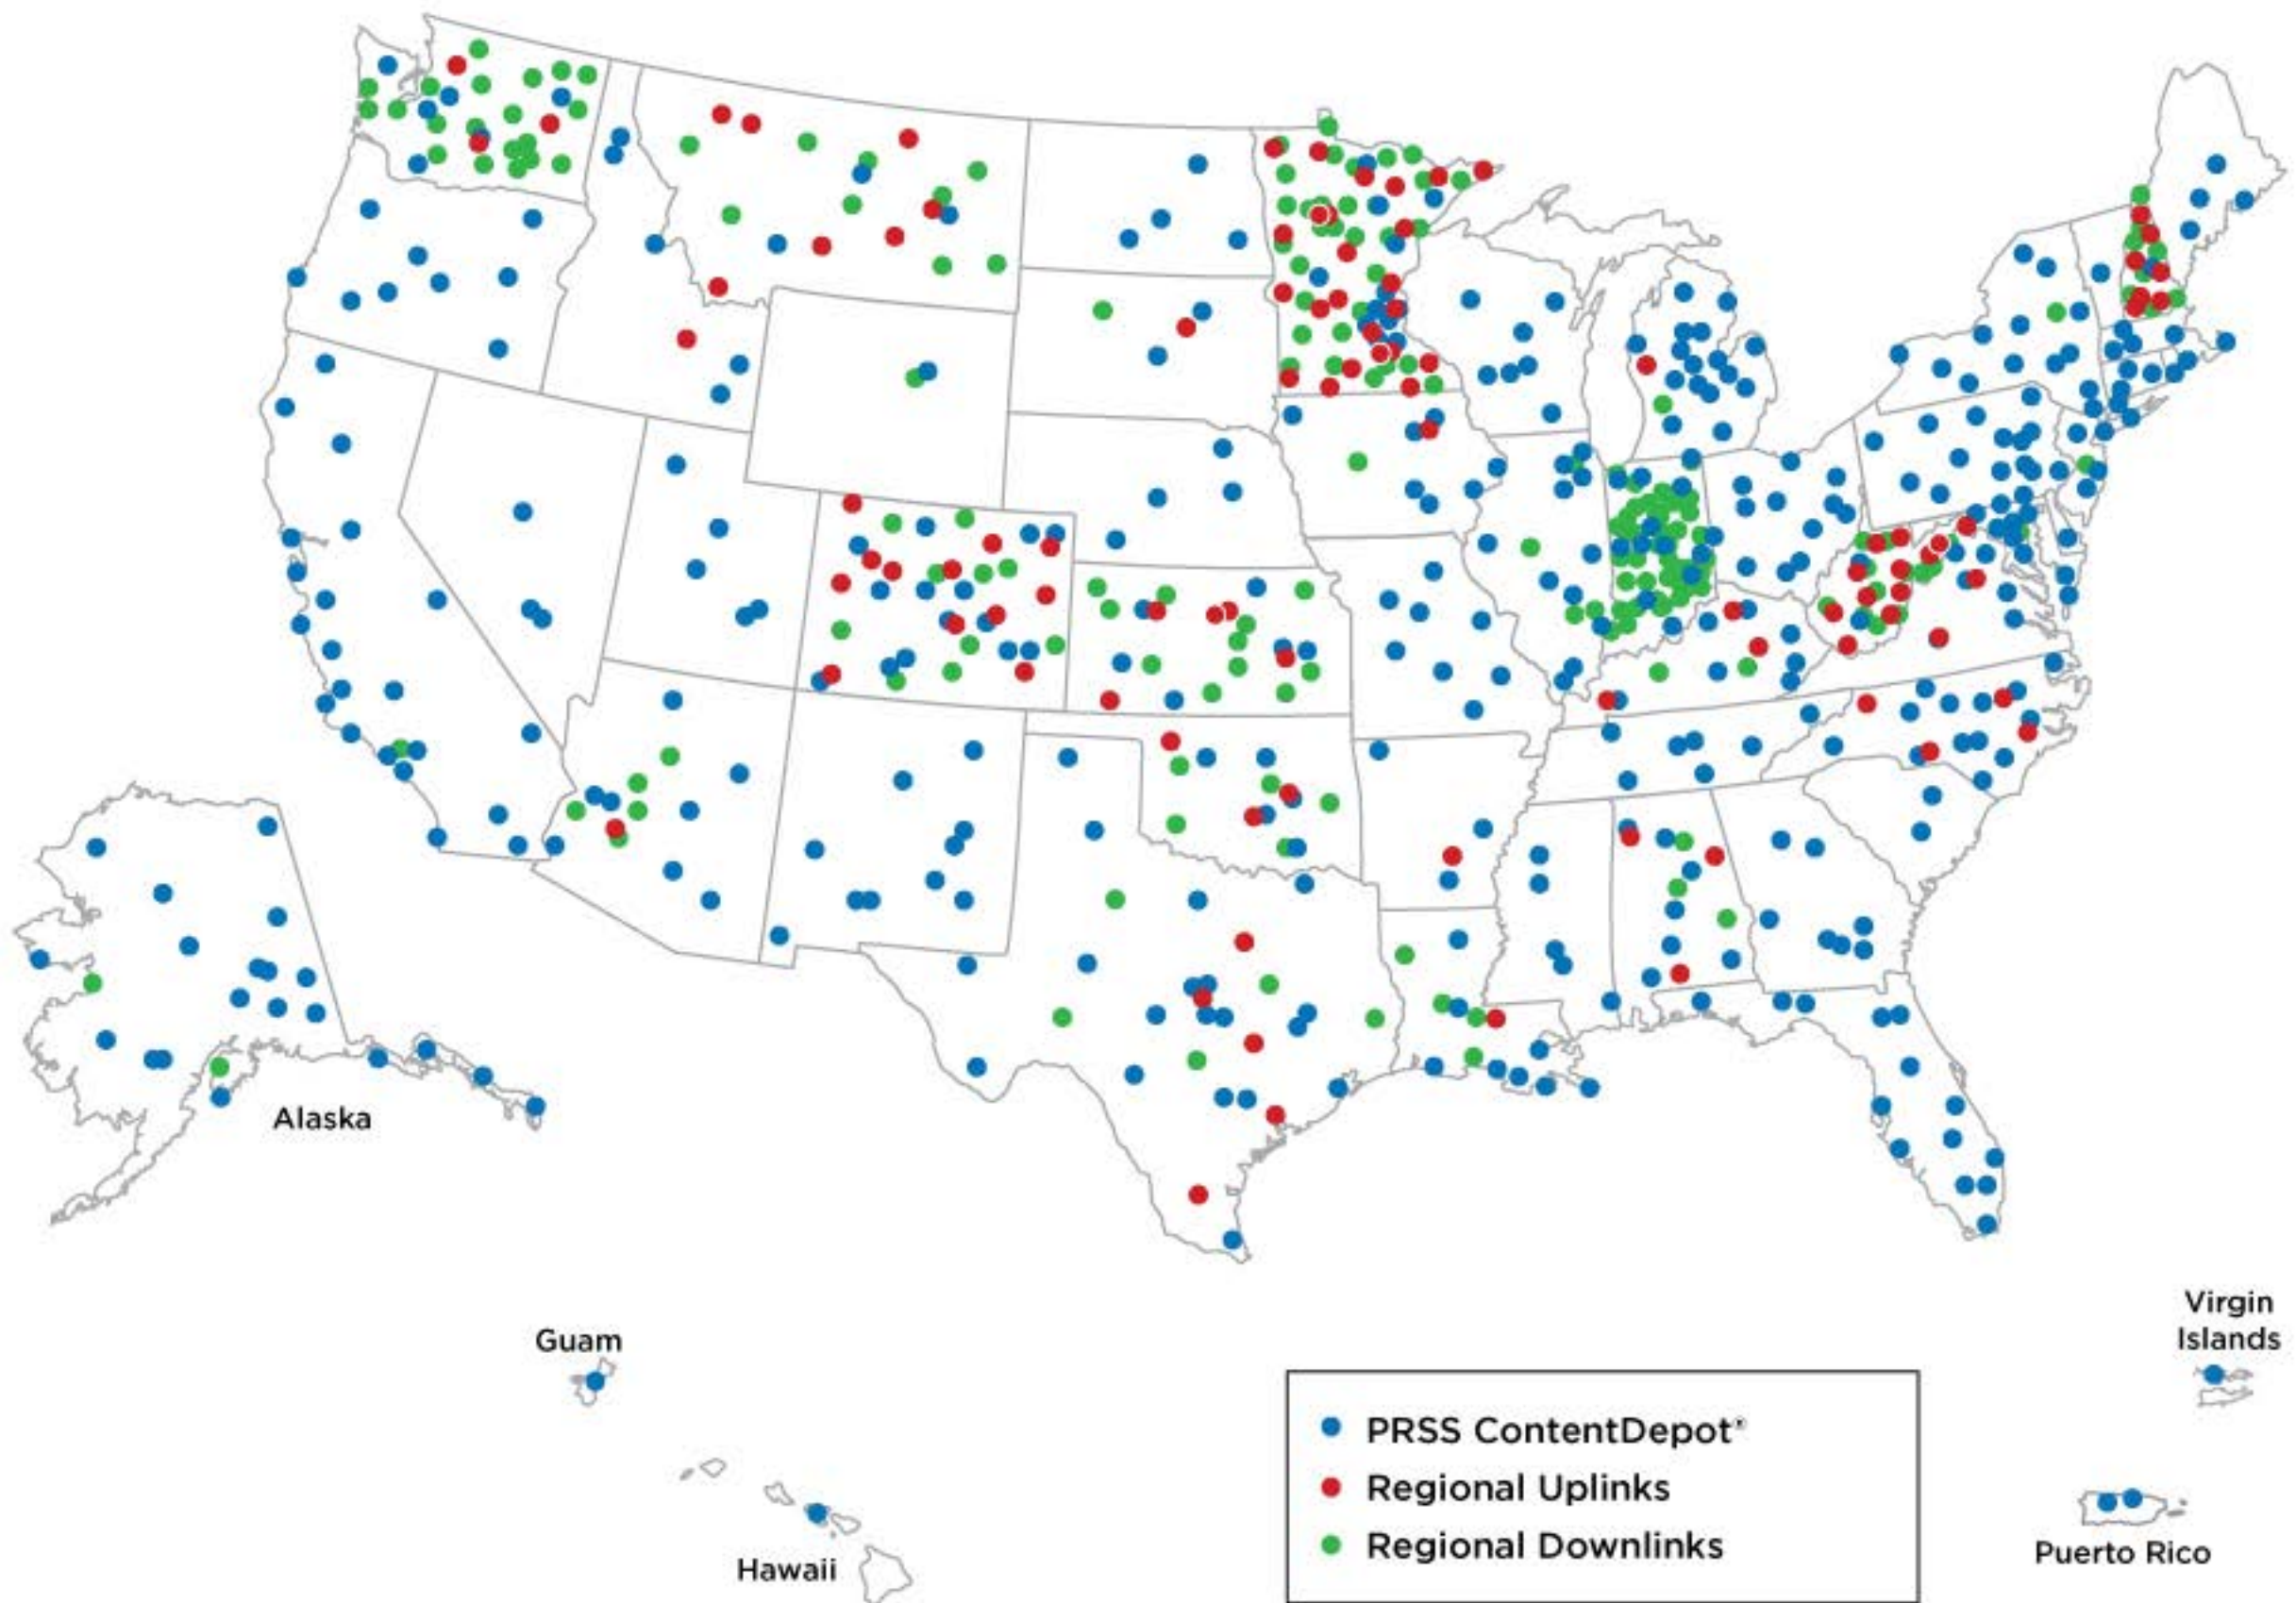 Alaska
Guam
Hawaii
Virgin
Islands
Puerto Rico
PRSS ContentDepot®
Regional Uplinks
Regional Downlinks